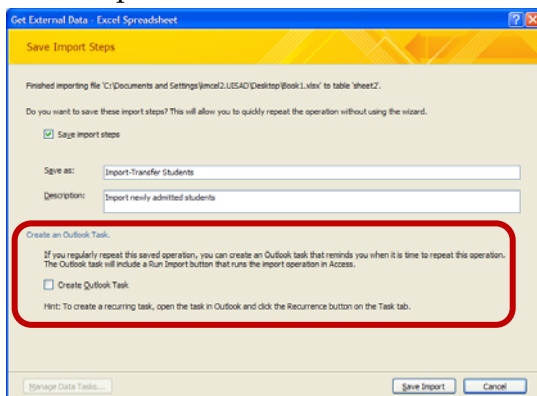 Get External Data - Excel Spreadsheet
Save Import Steps
Finished importing file 'C:\Documents and Settings\jmcel2.UISAD\Desktop\Book1.xlsx' to table 'sheet2'.
Do you want to save these import steps? This will allow you to quickly repeat the operation without using the wizard.
Save import steps
Save as: Import-Transfer Students
Description: Import newly admitted students
Create an Outlook Task.
If you regularly repeat this saved operation, you can create an Outlook task that reminds you when it is time to repeat this operation.
The Outlook task will include a Run Import button that runs the import operation in Access.
Create Outlook Task
Hint: To create a recurring task, open the task in Outlook and click the Recurrence button on the Task tab.
Manage Data Tasks... Save Import Cancel